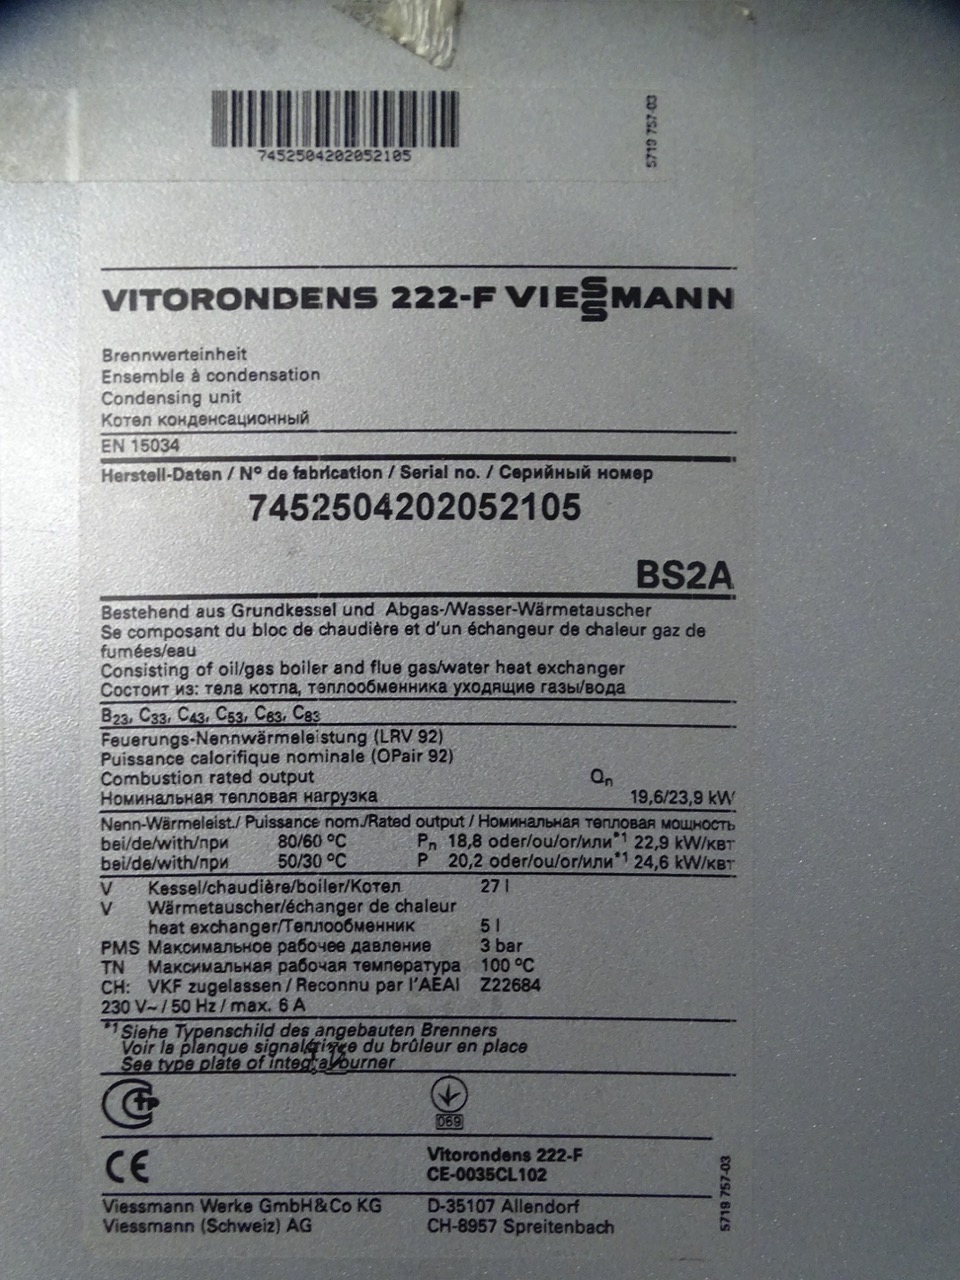 7452504202052105
5719 757-03
VITORONDENS 222-F VIESSMANN
Brennwerteinheit
Ensemble à condensation
Condensing unit
Котел конденсационный
EN 15034
Herstell-Daten / Nº de fabrication / Serial no. / Серийный номер
7452504202052105
BS2A
Bestehend aus Grundkessel und Abgas-/Wasser-Wärmetauscher
Se composant du bloc de chaudière et d'un échangeur de chaleur gaz de
fumées/eau
Consisting of oil/gas boiler and flue gas/water heat exchanger
Состоит из: тела котла, теплообменника уходящие газы/вода
B23, C33, C43, C53, C63, C83
Feuerungs-Nennwärmeleistung (LRV 92)
Puissance calorifique nominale (OPair 92)
Combustion rated output Qn
Номинальная тепловая нагрузка 19,6/23,9 kW
Nenn-Wärmeleist./ Puissance nom./Rated output / Номинальная тепловая мощность
bei/de/with/при 80/60 ºC Pn 18,8 oder/ou/or/или*1 22,9 kW/квт
bei/de/with/при 50/30 ºC P 20,2 oder/ou/or/или*1 24,6 kW/квт
V Kessel/chaudière/boiler/Котел 27 l
V Wärmetauscher/échanger de chaleur
heat exchanger/Теплообменник 5 l
PMS Максимальное рабочее давление 3 bar
TN Максимальная рабочая температура 100 ºC
CH: VKF zugelassen / Reconnu par l'AEAI Z22684
230 V~ / 50 Hz / max. 6 A
*1 Siehe Typenschild des angebauten Brenners
Voir la planque signalétique du brûleur en place
See type plate of integral burner
069
CE Vitorondens 222-F
CE-0035CL102
Viessmann Werke GmbH&Co KG D-35107 Allendorf
Viessmann (Schweiz) AG CH-8957 Spreitenbach
5719 757-03